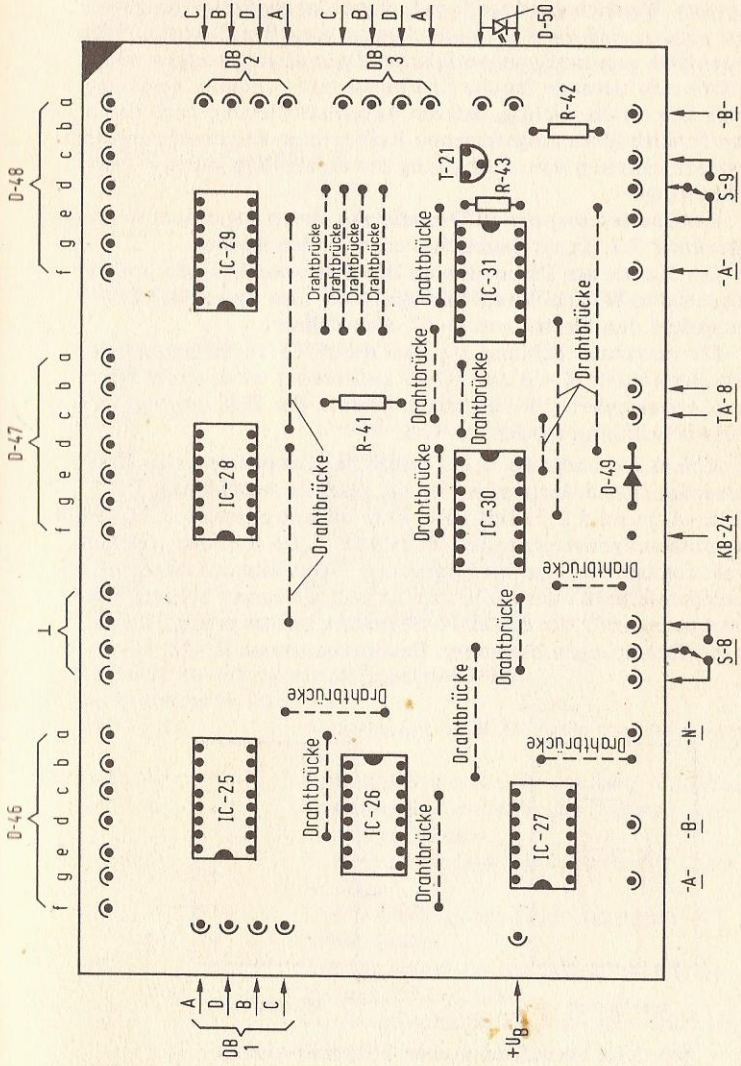 D-46
D-47
D-48
f g e d c b a
⊥
f g e d c b a
f g e d c b a
DB 1
A
D
B
C
DB 2
C
B
D
A
DB 3
C
B
D
A
D-50
IC-25
IC-28
IC-29
Drahtbrücke
Drahtbrücke
Drahtbrücke
Drahtbrücke
Drahtbrücke
Drahtbrücke
Drahtbrücke
R-41
IC-26
Drahtbrücke
Drahtbrücke
Drahtbrücke
Drahtbrücke
Drahtbrücke
Drahtbrücke
Drahtbrücke
T-21
R-42
R-43
IC-30
IC-31
Drahtbrücke
IC-27
Drahtbrücke
Drahtbrücke
D-49
+UB
-A-
-B-
-N-
S-8
KB-24
TA-8
-A-
S-9
-B-